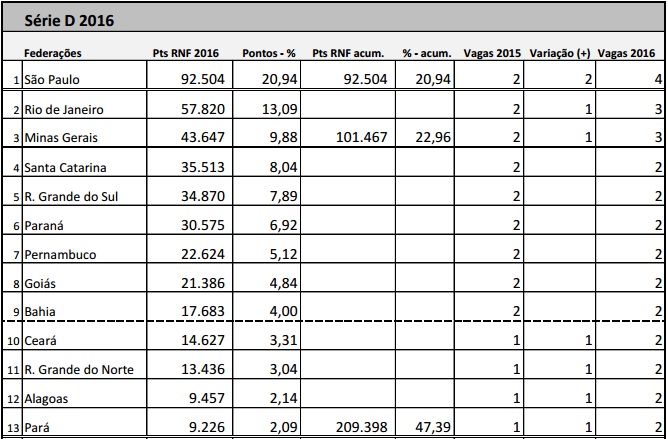 Série D 2016
Federações Pts RNF 2016 Pontos - % Pts RNF acum. % - acum. Vagas 2015 Variação (+) Vagas 2016
1 São Paulo 92.504 20,94 92.504 20,94 2 2 4
2 Rio de Janeiro 57.820 13,09 2 1 3
3 Minas Gerais 43.647 9,88 101.467 22,96 2 1 3
4 Santa Catarina 35.513 8,04 2 2
5 R. Grande do Sul 34.870 7,89 2 2
6 Paraná 30.575 6,92 2 2
7 Pernambuco 22.624 5,12 2 2
8 Goiás 21.386 4,84 2 2
9 Bahia 17.683 4,00 2 2
10 Ceará 14.627 3,31 1 1 2
11 R. Grande do Norte 13.436 3,04 1 1 2
12 Alagoas 9.457 2,14 1 1 2
13 Pará 9.226 2,09 209.398 47,39 1 1 2